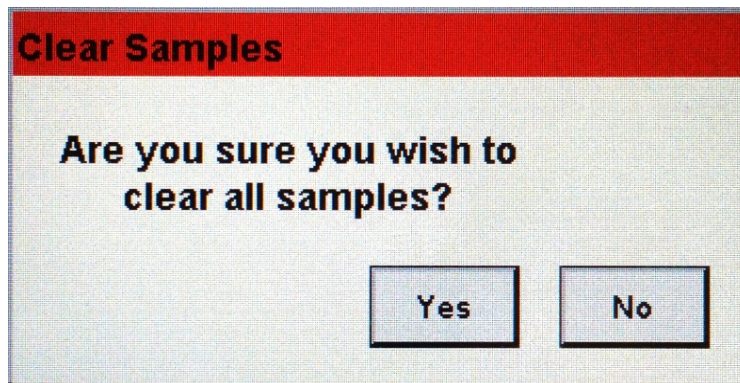 Clear Samples
Are you sure you wish to
clear all samples?
Yes No